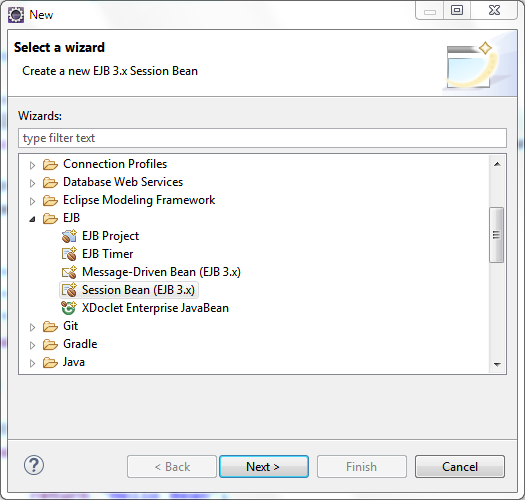 New
Select a wizard
Create a new EJB 3.x Session Bean
Wizards:
type filter text
Connection Profiles
Database Web Services
Eclipse Modeling Framework
EJB
EJB Project
EJB Timer
Message-Driven Bean (EJB 3.x)
Session Bean (EJB 3.x)
XDoclet Enterprise JavaBean
Git
Gradle
Java
? < Back Next > Finish Cancel